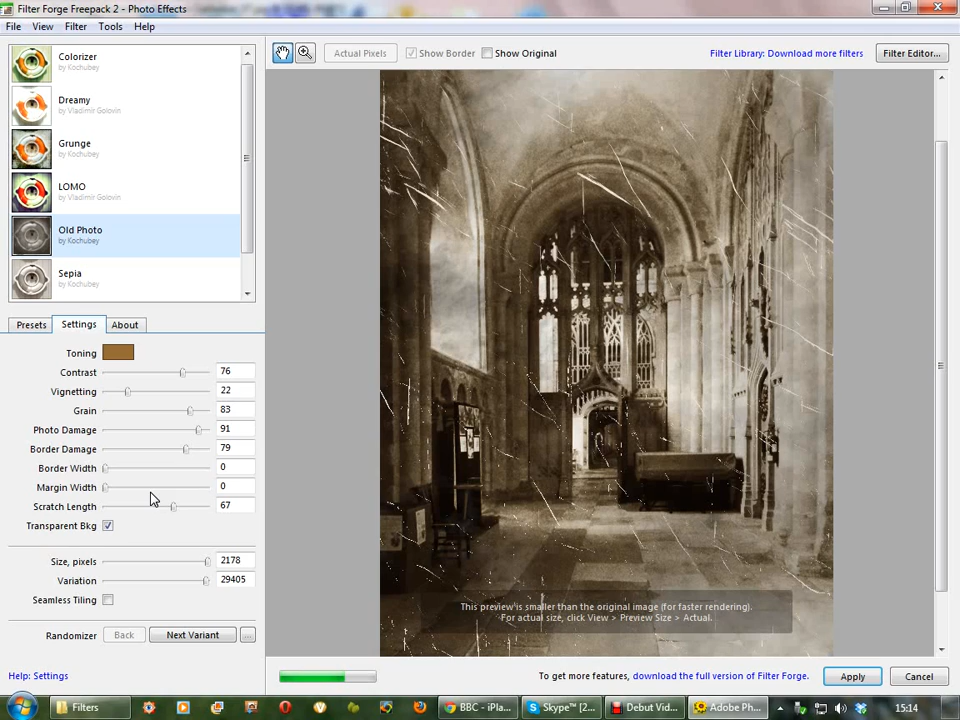 Filter Forge Freepack 2 - Photo Effects
File View Filter Tools Help
Actual Pixels Show Border Show Original Filter Library: Download more filters Filter Editor...
Colorizer
by Kochubey
Dreamy
by Vladimir Golovin
Grunge
by Kochubey
LOMO
by Vladimir Golovin
Old Photo
by Kochubey
Sepia
by Kochubey
Presets Settings About
Toning
Contrast 76
Vignetting 22
Grain 83
Photo Damage 91
Border Damage 79
Border Width 0
Margin Width 0
Scratch Length 67
Transparent Bkg
Size, pixels 2178
Variation 29405
Seamless Tiling
Randomizer Back Next Variant ...
This preview is smaller than the original image (for faster rendering).
For actual size, click View > Preview Size > Actual.
Help: Settings
To get more features, download the full version of Filter Forge. Apply Cancel
Filters BBC - iPla... Skype™ [2... Debut Vid... Adobe Ph... 15:14